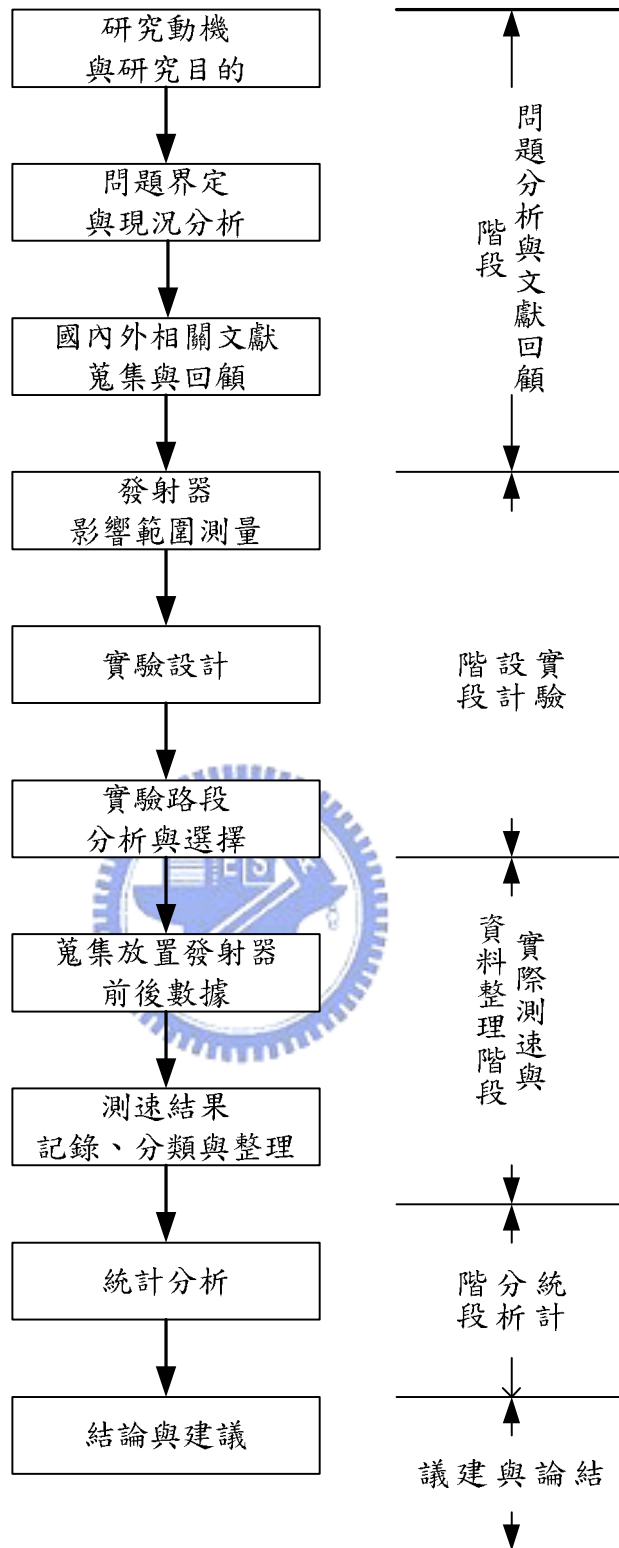 研究動機
與研究目的
問題界定
與現況分析
國內外相關文獻
蒐集與回顧
發射器
影響範圍測量
實驗設計
實驗路段
分析與選擇
蒐集放置發射器
前後數據
測速結果
記錄、分類與整理
統計分析
結論與建議
問題分析與文獻回顧
階段
實驗
設計
階段
實際測速與
資料整理階段
統計
分析
階段
結論與建議